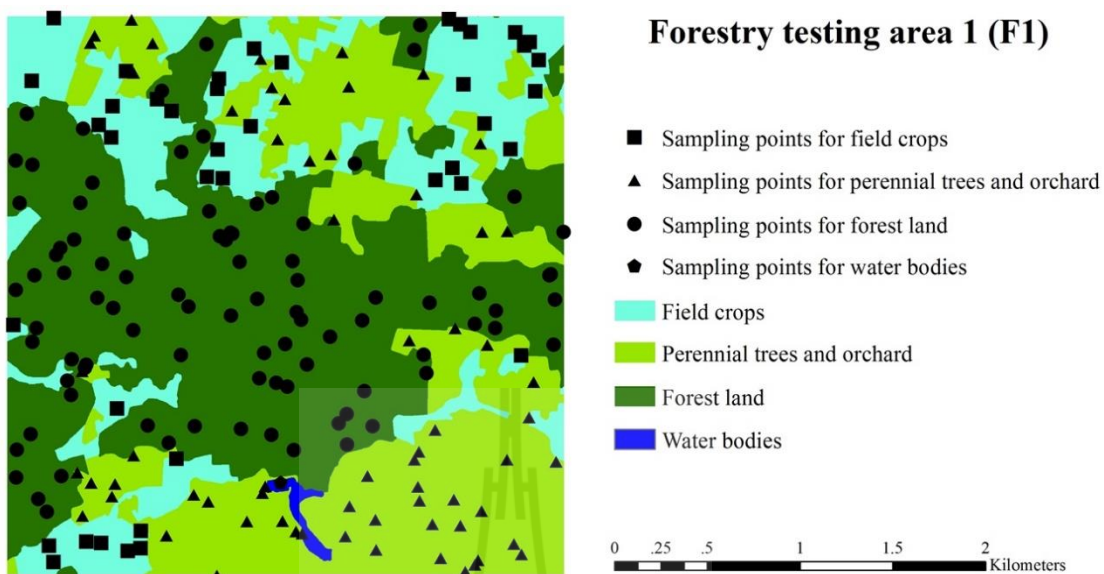 Forestry testing area 1 (F1)
Sampling points for field crops
Sampling points for perennial trees and orchard
Sampling points for forest land
Sampling points for water bodies
Field crops
Perennial trees and orchard
Forest land
Water bodies
0 .25 .5 1 1.5 2
Kilometers